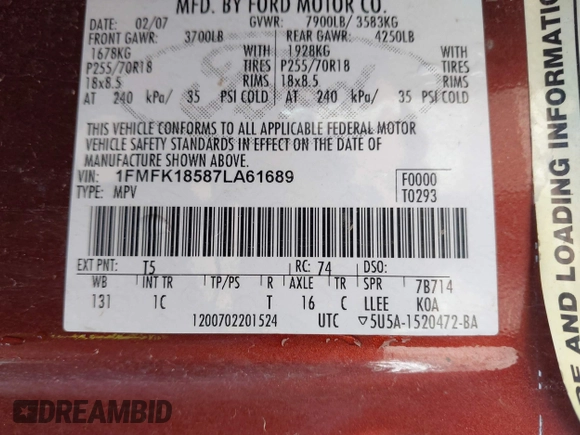 MFD. BY FORD MOTOR CO.
DATE: 02/07 GVWR: 7900LB/ 3583KG
FRONT GAWR: 3700LB REAR GAWR: 4250LB
1678KG WITH 1928KG WITH
P255/70R18 TIRES P255/70R18 TIRES
18x8.5 RIMS 18x8.5 RIMS
AT 240 kPa/ 35 PSI COLD AT 240 kPa/ 35 PSI COLD
THIS VEHICLE CONFORMS TO ALL APPLICABLE FEDERAL MOTOR
VEHICLE SAFETY STANDARDS IN EFFECT ON THE DATE OF
MANUFACTURE SHOWN ABOVE.
VIN: 1FMFK18587LA61689 F0000
TYPE: MPV T0293
EXT PNT: T5 RC: 74 DSO:
WB INT TR TP/PS R AXLE TR SPR 7B714
131 1C T 16 C LLEE KOA
1200702201524 UTC ▽5U5A-1520472-BA
Ford
AND LOADING INFORMATION
DREAMBID